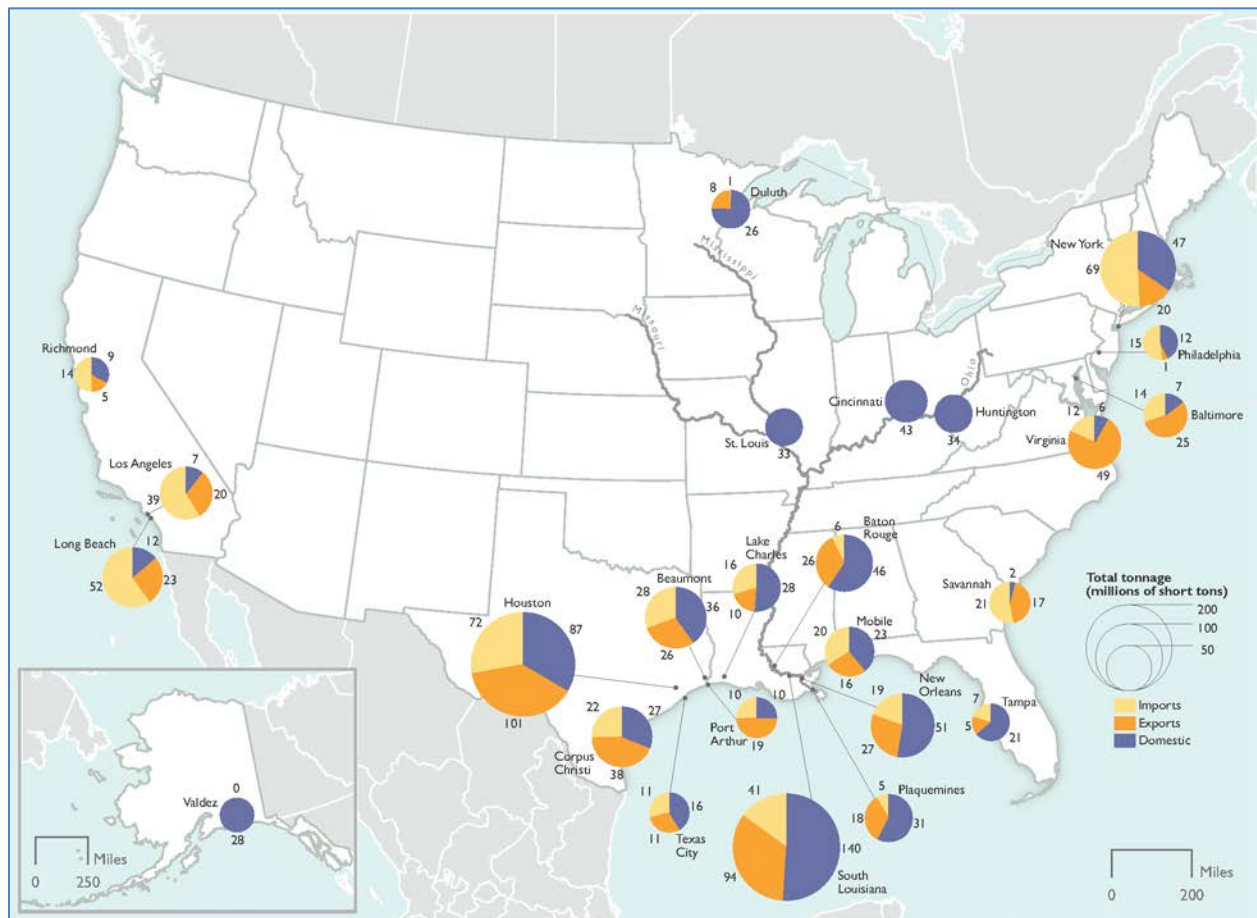 8
1
Duluth
26
Mississippi
Missouri
Ohio
New York
47
69
20
15
12
Philadelphia
1
14
7
Baltimore
25
12
6
Virginia
49
Richmond
9
14
5
Cincinnati
43
Huntington
34
St. Louis
33
Los Angeles
7
39
20
Long Beach
12
52
23
Houston
72
87
101
Beaumont
28
36
26
Lake
Charles
16
28
10
Baton
Rouge
6
26
46
Mobile
20
23
16
Savannah
2
21
17
Total tonnage
(millions of short tons)
200
100
50
Imports
Exports
Domestic
Corpus
Christi
22
27
38
10
10
Port
Arthur
19
New
Orleans
19
51
27
Tampa
7
5
21
Texas
City
11
16
11
41
140
94
South
Louisiana
5
Plaquemines
18
31
Valdez
0
28
Miles
0
250
Miles
0
200